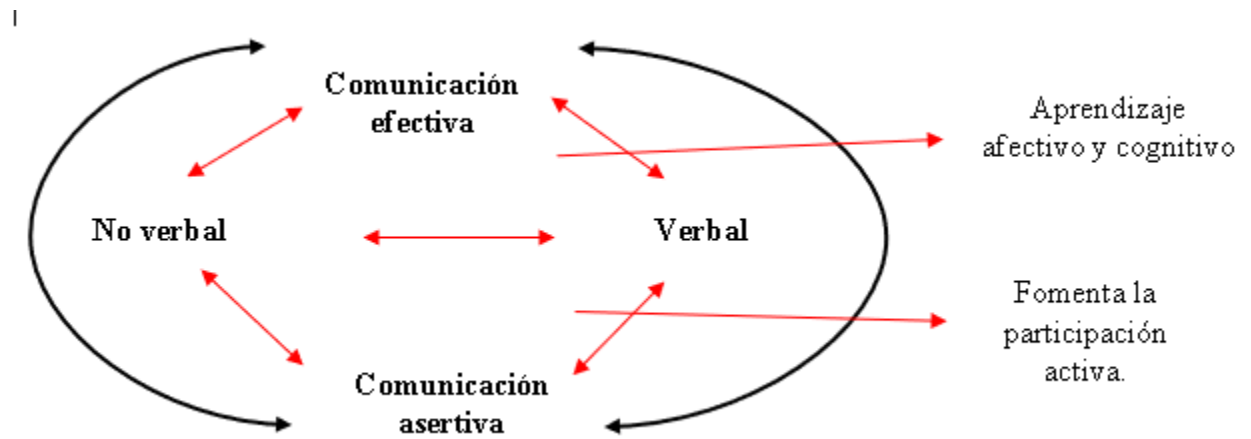 Comunicación
efectiva
Aprendizaje
afectivo y cognitivo
No verbal
Verbal
Fomenta la
participación
activa.
Comunicación
asertiva